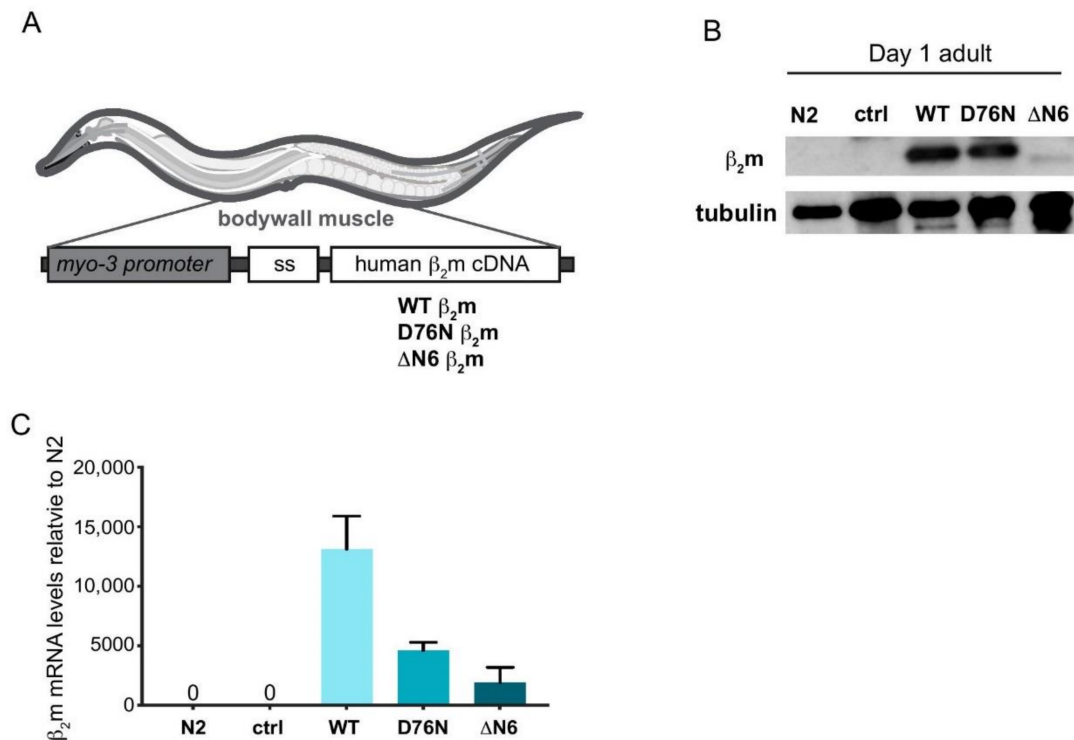 A
bodywall muscle
myo-3 promoter
ss
human β₂m cDNA
WT β₂m
D76N β₂m
ΔN6 β₂m
B
Day 1 adult
N2 ctrl WT D76N ΔN6
β₂m
tubulin
C
β₂m mRNA levels relatvie to N2
20,000
15,000
10,000
5000
0
0 0
N2 ctrl WT D76N ΔN6